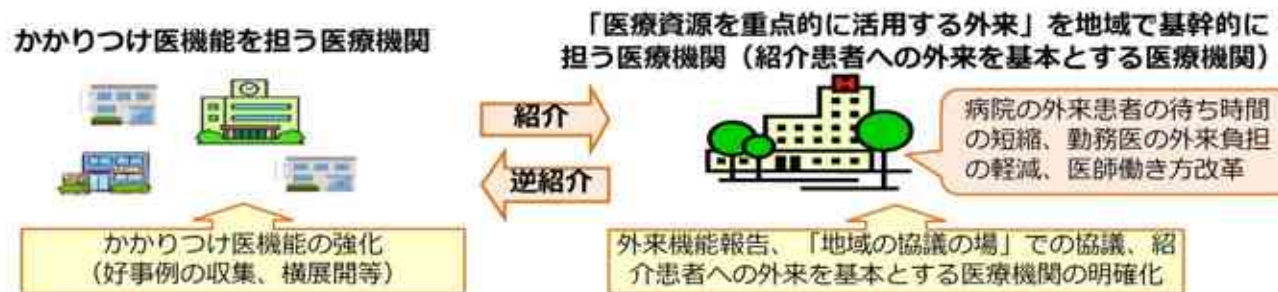 かかりつけ医機能を担う医療機関
「医療資源を重点的に活用する外来」を地域で基幹的に
担う医療機関（紹介患者への外来を基本とする医療機関）
紹介
逆紹介
病院の外来患者の待ち時間
の短縮、勤務医の外来負担
の軽減、医師働き方改革
かかりつけ医機能の強化
（好事例の収集、横展開等）
外来機能報告、「地域の協議の場」での協議、紹
介患者への外来を基本とする医療機関の明確化